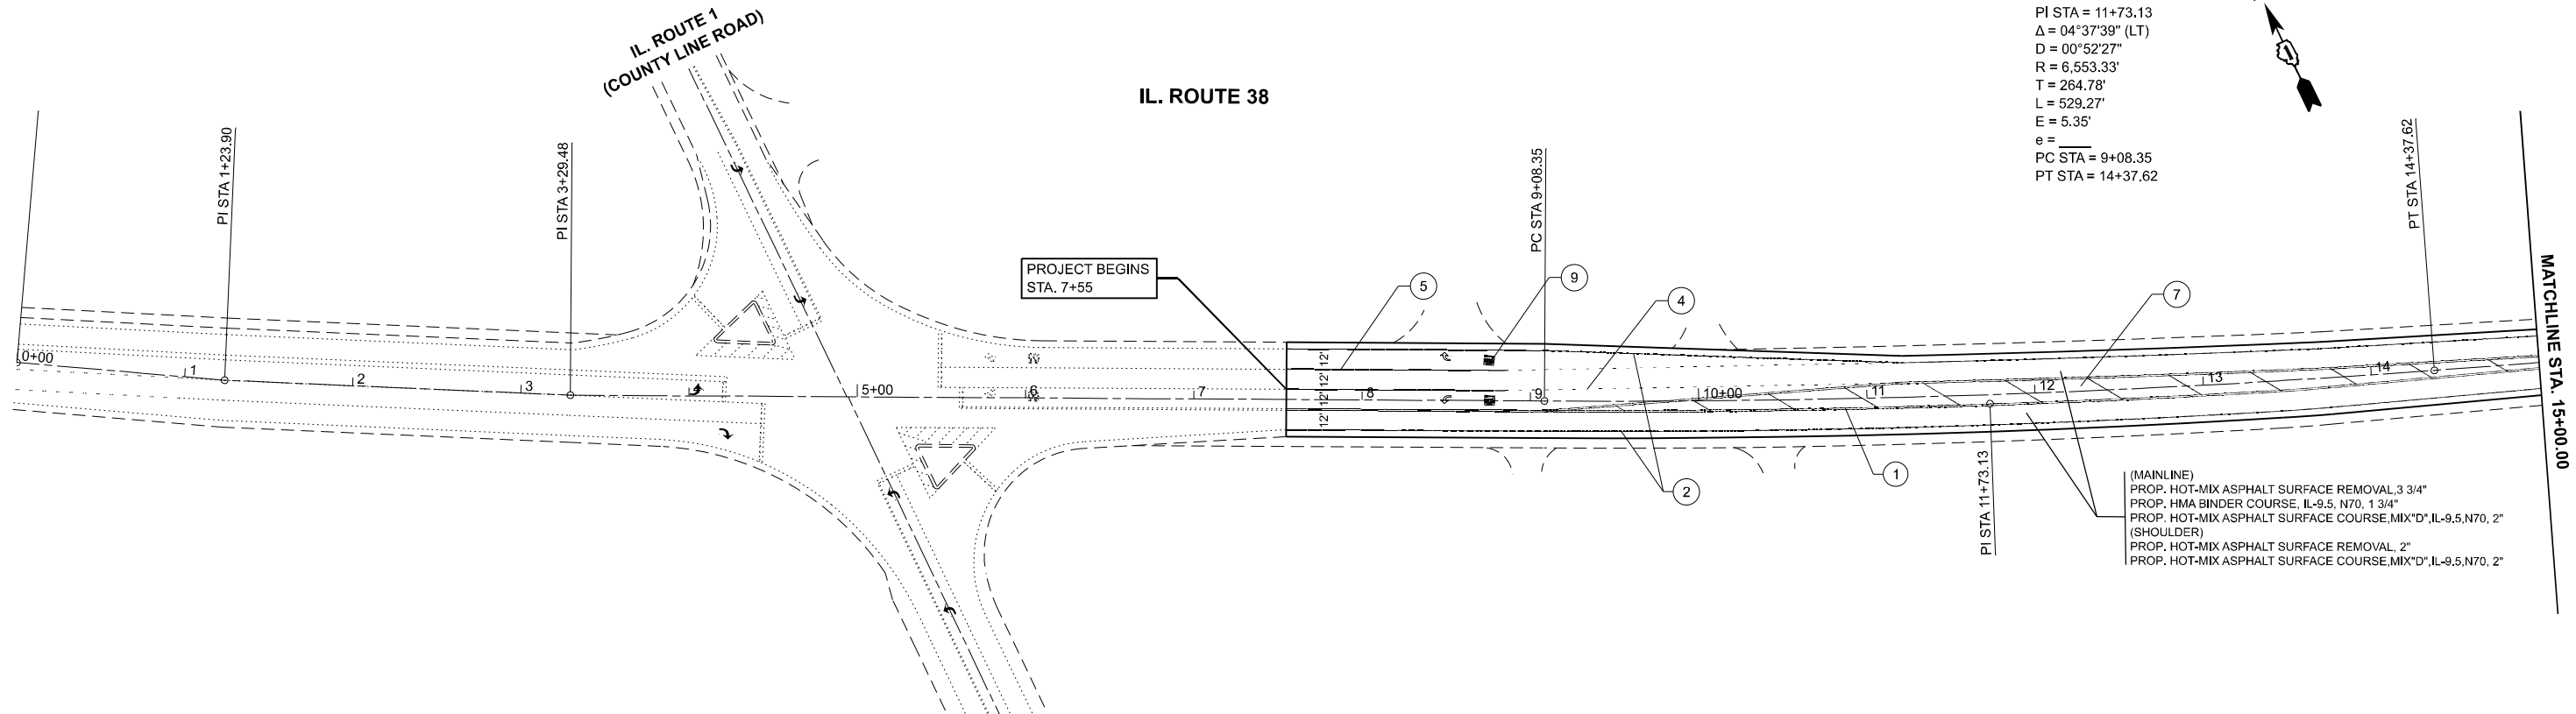 IL. ROUTE 1
(COUNTY LINE ROAD)
IL. ROUTE 38
PI STA = 11+73.13
Δ = 04°37'39" (LT)
D = 00°52'27"
R = 6,553.33'
T = 264.78'
L = 529.27'
E = 5.35'
e = ____
PC STA = 9+08.35
PT STA = 14+37.62
PI STA 1+23.90
PI STA 3+29.48
PC STA 9+08.35
PT STA 14+37.62
MATCHLINE STA. 15+00.00
PROJECT BEGINS
STA. 7+55
5
9
4
7
12'
12'
12'
12'
0+00
1
2
3
4
5+00
6
7
8
9
10+00
11
12
13
14
2
1
PI STA 11+73.13
(MAINLINE)
PROP. HOT-MIX ASPHALT SURFACE REMOVAL,3 3/4"
PROP. HMA BINDER COURSE, IL-9.5, N70, 1 3/4"
PROP. HOT-MIX ASPHALT SURFACE COURSE,MIX"D",IL-9.5,N70, 2"
(SHOULDER)
PROP. HOT-MIX ASPHALT SURFACE REMOVAL, 2"
PROP. HOT-MIX ASPHALT SURFACE COURSE,MIX"D",IL-9.5,N70, 2"